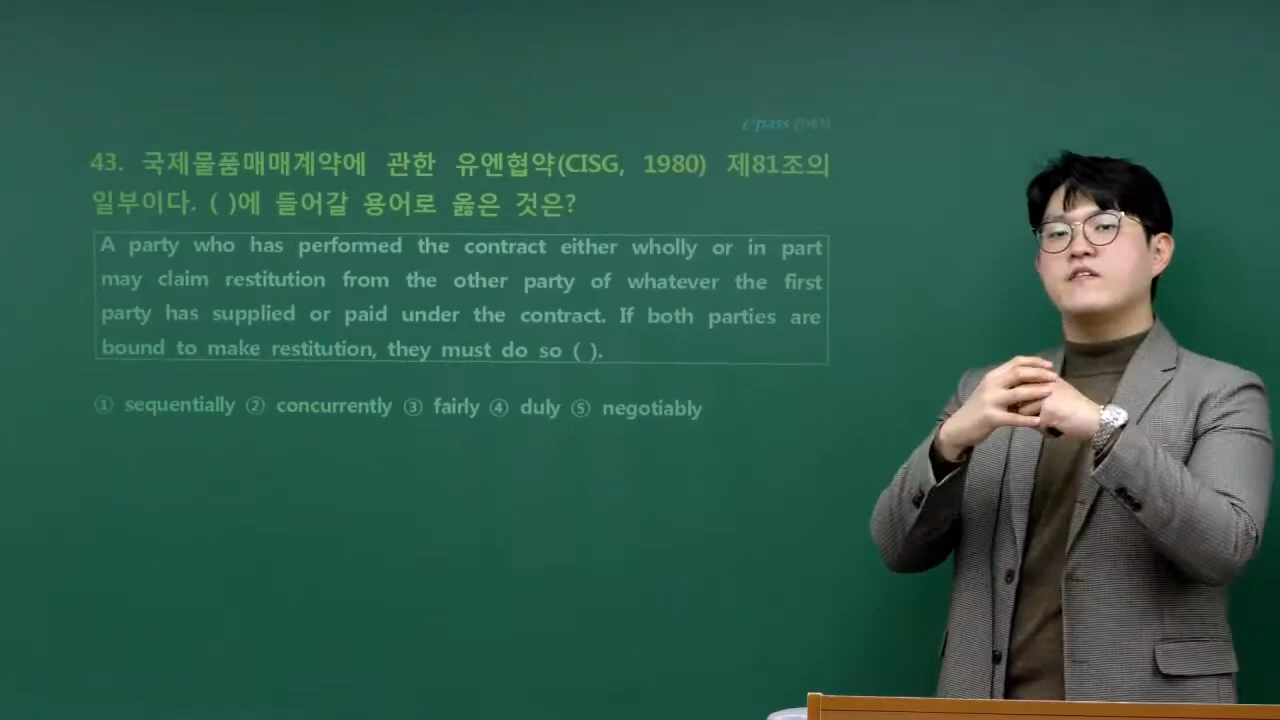 epass
43. 국제물품매매계약에 관한 유엔협약(CISG, 1980) 제81조의
일부이다. ( )에 들어갈 용어로 옳은 것은?
A party who has performed the contract either wholly or in part
may claim restitution from the other party of whatever the first
party has supplied or paid under the contract. If both parties are
bound to make restitution, they must do so ( ).
① sequentially ② concurrently ③ fairly ④ duly ⑤ negotiably